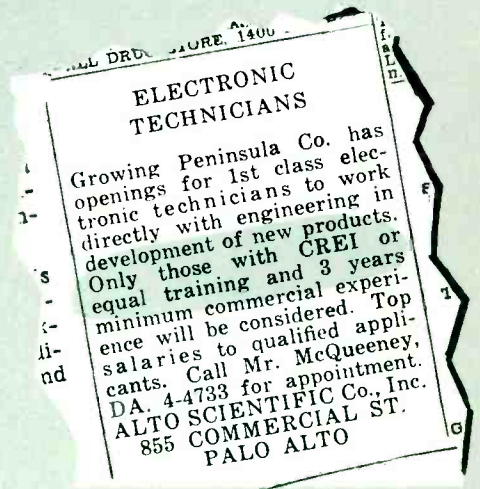 STORE, 1400
ELECTRONIC
TECHNICIANS
Growing Peninsula Co. has
openings for 1st class elec-
tronic technicians to work
directly with engineering in
development of new products.
Only those with CREI or
equal training and 3 years
minimum commercial experi-
ence will be considered. Top
salaries to qualified appli-
cants. Call Mr. McQueeney,
DA. 4-4733 for appointment.
ALTO SCIENTIFIC Co., Inc.
855 COMMERCIAL ST.
PALO ALTO
nd